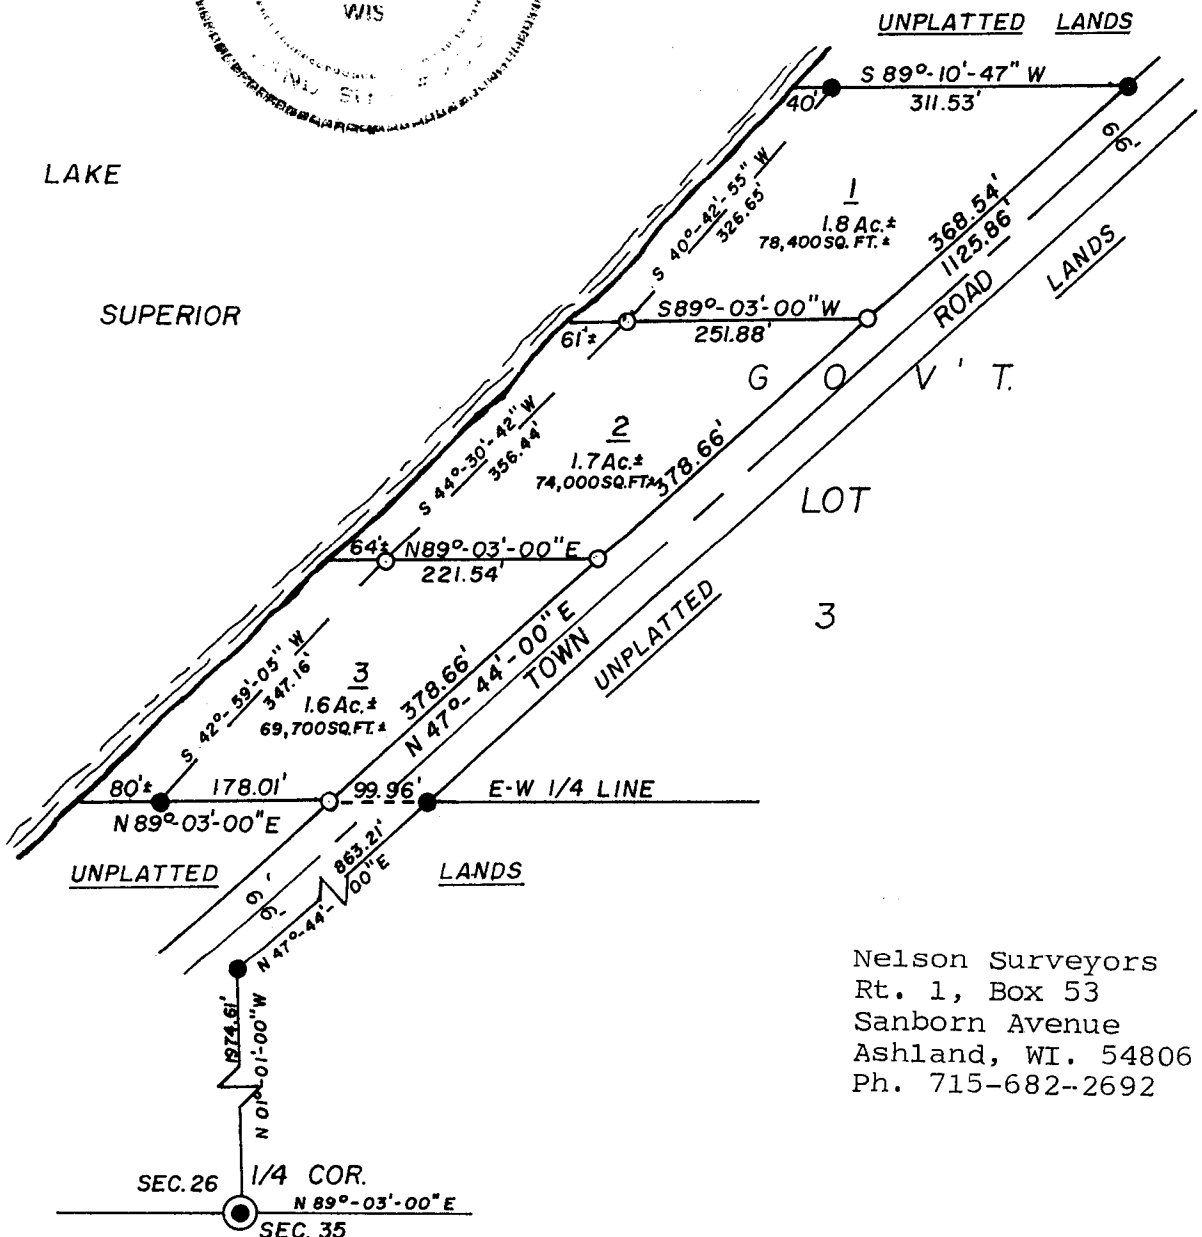 WIS
UNPLATTED LANDS
S 89°-10'-47" W
40'
311.53'
66'
LAKE
SUPERIOR
S 40°-42'-55" W
326.65'
1
1.8 Ac.±
78,400 SQ. FT.±
368.54'
1125.86'
ROAD
LANDS
S 89°-03'-00" W
61'±
251.88'
GOV'T.
S 44°-30'-42" W
356.44'
2
1.7 Ac.±
74,000 SQ. FT.±
378.66'
LOT
3
64'±
N 89°-03'-00" E
221.54'
N 47°-44'-00" E
TOWN
UNPLATTED
S 42°-59'-05" W
347.16'
3
1.6 Ac.±
69,700 SQ. FT.±
378.66'
80'±
178.01'
99.96'
E-W 1/4 LINE
N 89°-03'-00" E
UNPLATTED
LANDS
66'
863.21'
N 47°-44'-00" E
1974.61'
N 01°-01'-00" W
Nelson Surveyors
Rt. 1, Box 53
Sanborn Avenue
Ashland, WI. 54806
Ph. 715-682--2692
SEC. 26
1/4 COR.
N 89°-03'-00" E
SEC. 35